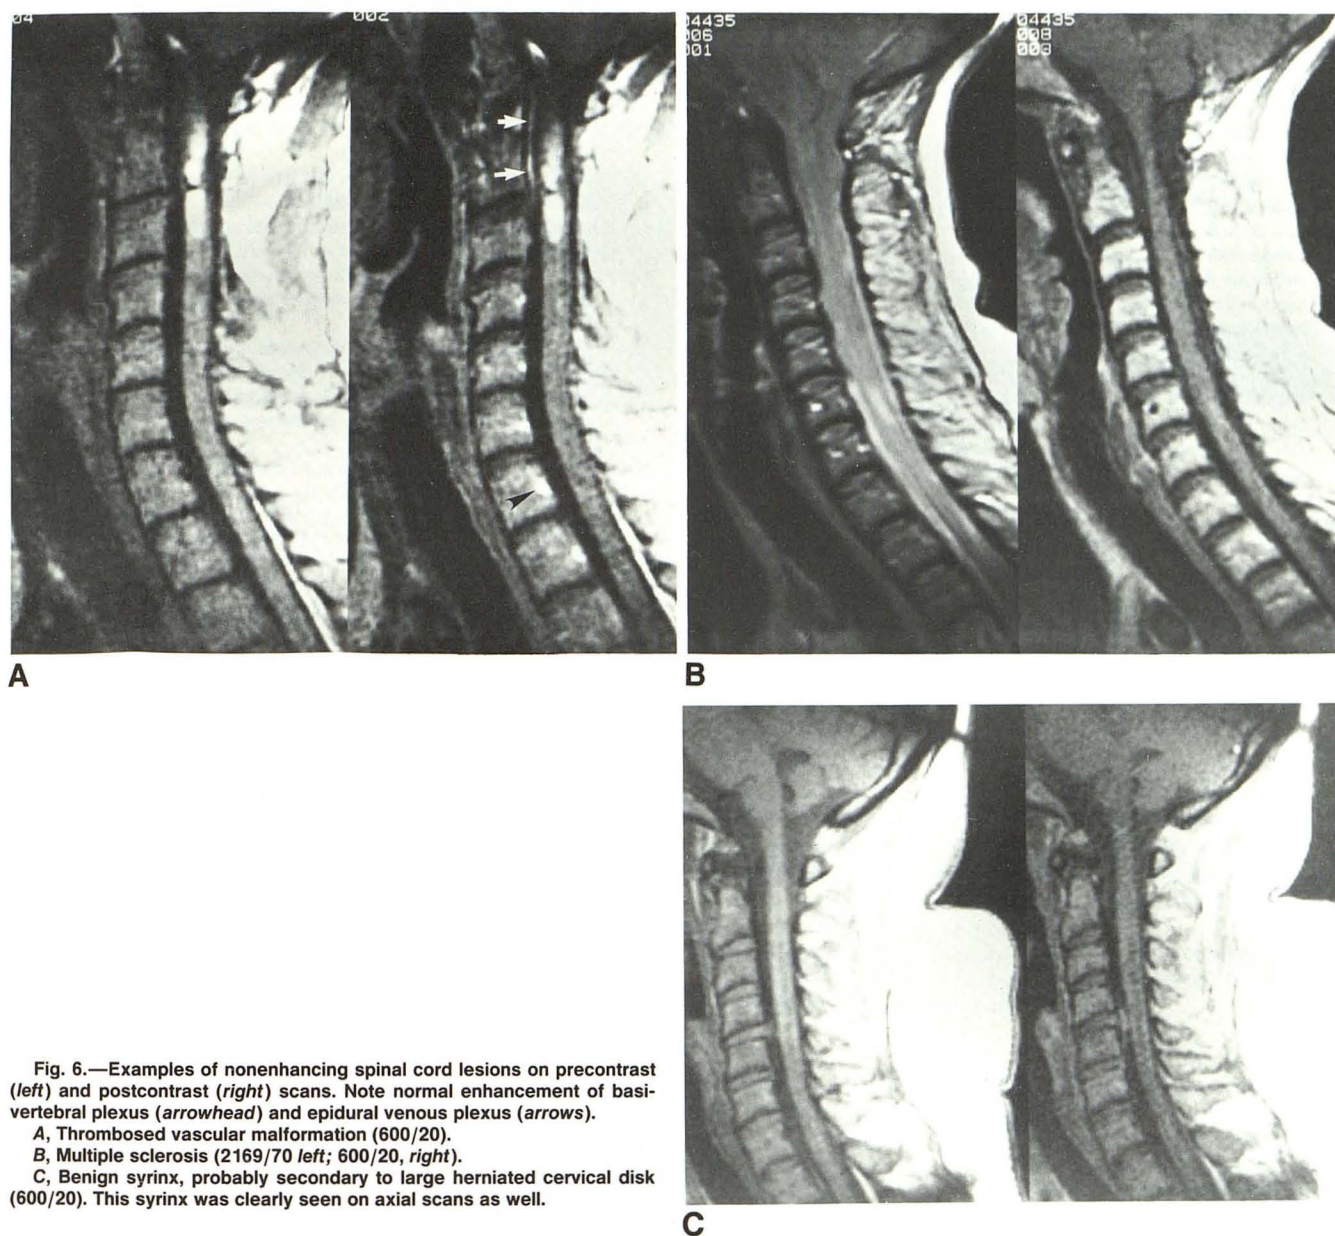 04
002
04435
006
001
04435
008
003
A
B
C
Fig. 6.—Examples of nonenhancing spinal cord lesions on precontrast
(left) and postcontrast (right) scans. Note normal enhancement of basi-
vertebral plexus (arrowhead) and epidural venous plexus (arrows).
A, Thrombosed vascular malformation (600/20).
B, Multiple sclerosis (2169/70 left; 600/20, right).
C, Benign syrinx, probably secondary to large herniated cervical disk
(600/20). This syrinx was clearly seen on axial scans as well.